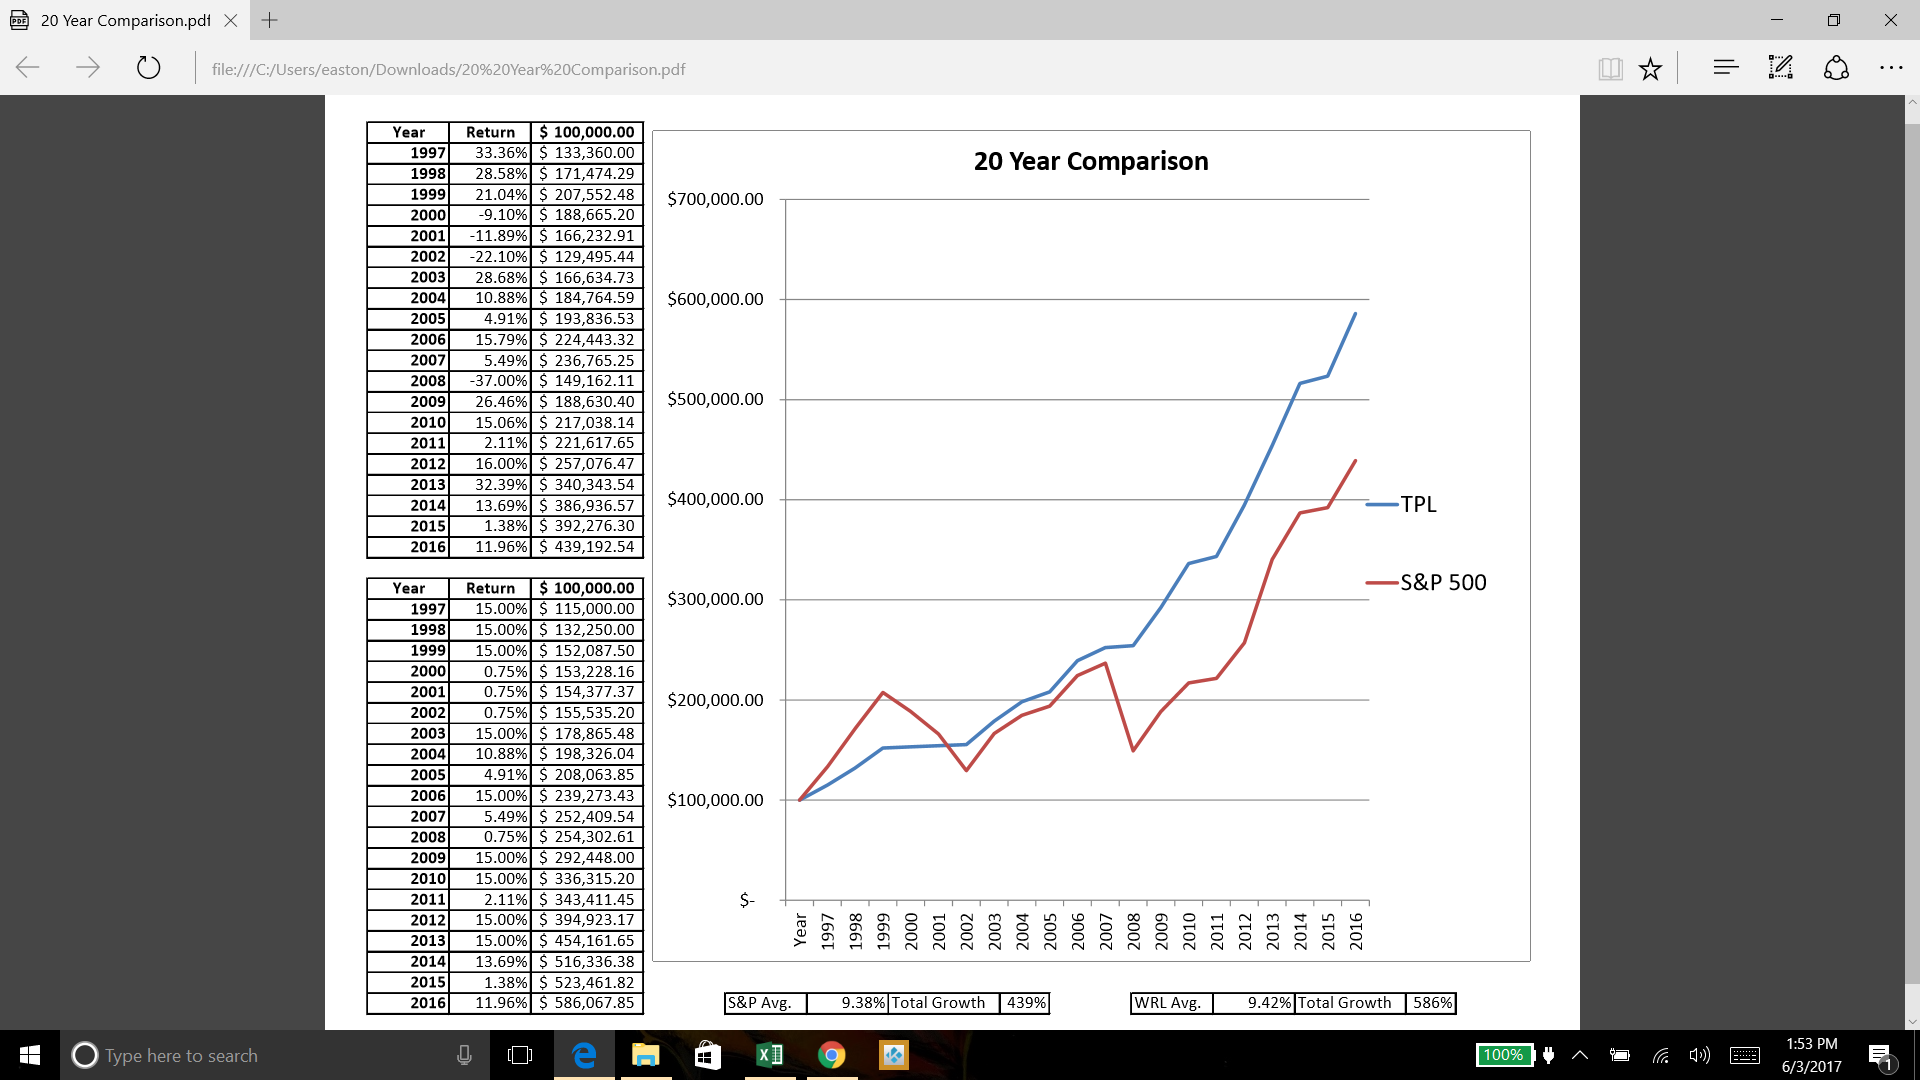 20 Year Comparison.pdf
file:///C:/Users/easton/Downloads/20%20Year%20Comparison.pdf
Year Return $ 100,000.00
1997 33.36% $ 133,360.00
1998 28.58% $ 171,474.29
1999 21.04% $ 207,552.48
2000 -9.10% $ 188,665.20
2001 -11.89% $ 166,232.91
2002 -22.10% $ 129,495.44
2003 28.68% $ 166,634.73
2004 10.88% $ 184,764.59
2005 4.91% $ 193,836.53
2006 15.79% $ 224,443.32
2007 5.49% $ 236,765.25
2008 -37.00% $ 149,162.11
2009 26.46% $ 188,630.40
2010 15.06% $ 217,038.14
2011 2.11% $ 221,617.65
2012 16.00% $ 257,076.47
2013 32.39% $ 340,343.54
2014 13.69% $ 386,936.57
2015 1.38% $ 392,276.30
2016 11.96% $ 439,192.54
Year Return $ 100,000.00
1997 15.00% $ 115,000.00
1998 15.00% $ 132,250.00
1999 15.00% $ 152,087.50
2000 0.75% $ 153,228.16
2001 0.75% $ 154,377.37
2002 0.75% $ 155,535.20
2003 15.00% $ 178,865.48
2004 10.88% $ 198,326.04
2005 4.91% $ 208,063.85
2006 15.00% $ 239,273.43
2007 5.49% $ 252,409.54
2008 0.75% $ 254,302.61
2009 15.00% $ 292,448.00
2010 15.00% $ 336,315.20
2011 2.11% $ 343,411.45
2012 15.00% $ 394,923.17
2013 15.00% $ 454,161.65
2014 13.69% $ 516,336.38
2015 1.38% $ 523,461.82
2016 11.96% $ 586,067.85
20 Year Comparison
$700,000.00
$600,000.00
$500,000.00
$400,000.00
$300,000.00
$200,000.00
$100,000.00
$-
Year 1997 1998 1999 2000 2001 2002 2003 2004 2005 2006 2007 2008 2009 2010 2011 2012 2013 2014 2015 2016
TPL
S&P 500
S&P Avg. 9.38% Total Growth 439%
WRL Avg. 9.42% Total Growth 586%
Type here to search
100%
1:53 PM
6/3/2017
1